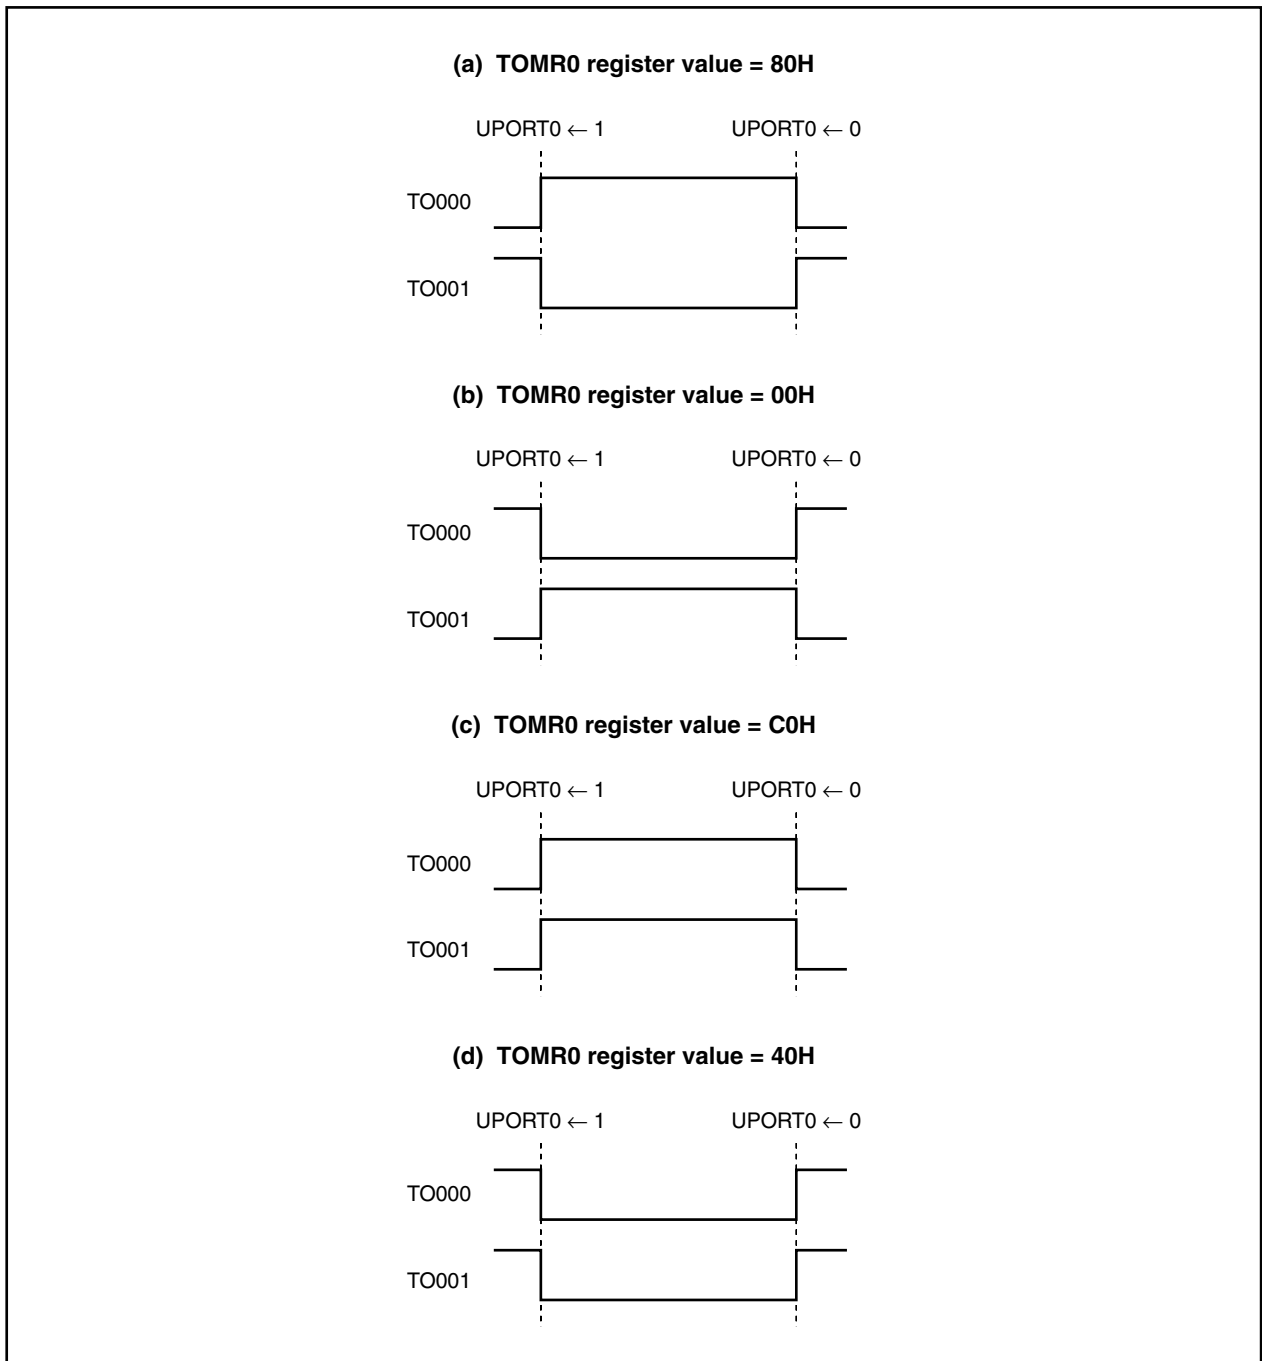 (a) TOMR0 register value = 80H
UPORT0 ← 1 UPORT0 ← 0
TO000
TO001
(b) TOMR0 register value = 00H
UPORT0 ← 1 UPORT0 ← 0
TO000
TO001
(c) TOMR0 register value = C0H
UPORT0 ← 1 UPORT0 ← 0
TO000
TO001
(d) TOMR0 register value = 40H
UPORT0 ← 1 UPORT0 ← 0
TO000
TO001